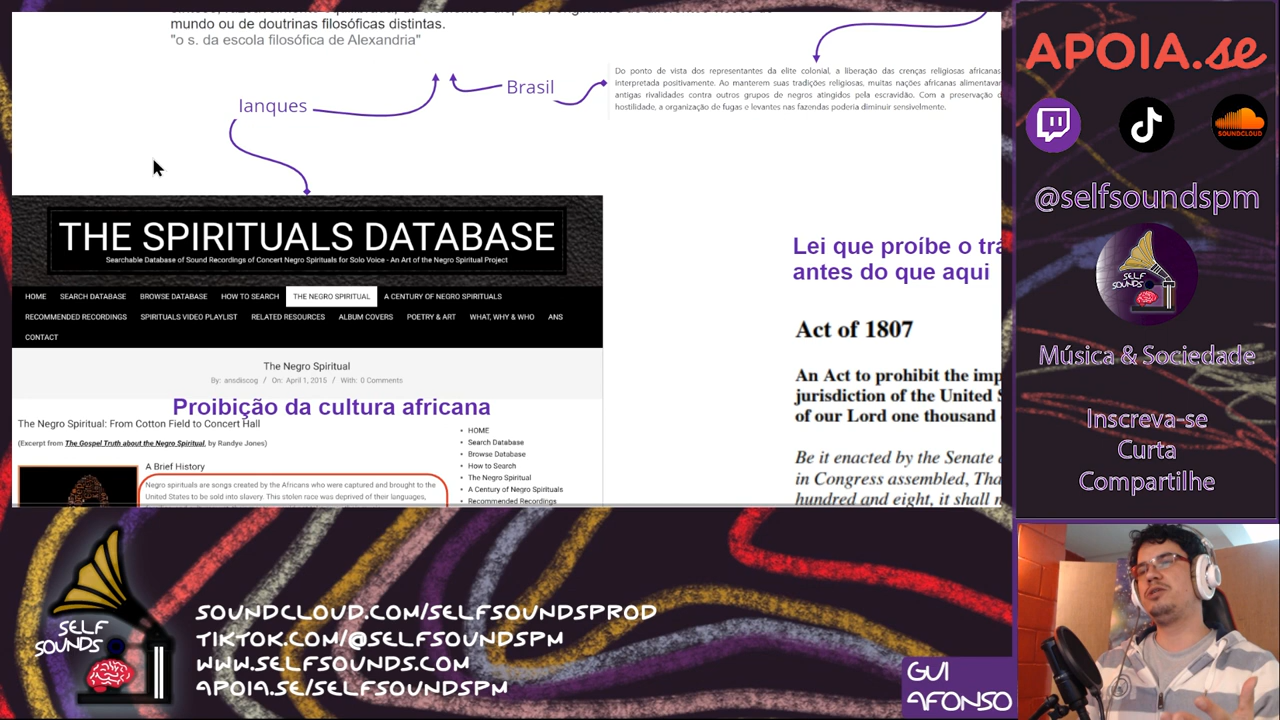 mundo ou de doutrinas filosóficas distintas.
"o s. da escola filosófica de Alexandria"
Ianques
Brasil
Do ponto de vista dos representantes da elite colonial, a liberação das crenças religiosas africanas
interpretada positivamente. Ao manterem suas tradições religiosas, muitas nações africanas alimentavam
antigas rivalidades contra outros grupos de negros atingidos pela escravidão. Com a preservação
hostilidade, a organização de fugas e levantes nas fazendas poderia diminuir sensivelmente.
THE SPIRITUALS DATABASE
Searchable Database of Sound Recordings of Concert Negro Spirituals for Solo Voice - An Art of the Negro Spiritual Project
HOME SEARCH DATABASE BROWSE DATABASE HOW TO SEARCH THE NEGRO SPIRITUAL A CENTURY OF NEGRO SPIRITUALS
RECOMMENDED RECORDINGS SPIRITUALS VIDEO PLAYLIST RELATED RESOURCES ALBUM COVERS POETRY & ART WHAT, WHY & WHO ANS
CONTACT
The Negro Spiritual
By: ansdiscog / On: April 1, 2015 / With: 0 Comments
Proibição da cultura africana
The Negro Spiritual: From Cotton Field to Concert Hall
(Excerpt from The Gospel Truth about the Negro Spiritual, by Randye Jones)
A Brief History
Negro spirituals are songs created by the Africans who were captured and brought to the
United States to be sold into slavery. This stolen race was deprived of their languages,
HOME
Search Database
Browse Database
How to Search
The Negro Spiritual
A Century of Negro Spirituals
Recommended Recordings
Lei que proíbe o trá
antes do que aqui
Act of 1807
An Act to prohibit the imp
jurisdiction of the United S
of our Lord one thousand
Be it enacted by the Senate a
in Congress assembled, Tha
hundred and eight, it shall n
APOIA.se
SOUNDCLOUD
@selfsoundspm
SELF
SOUNDS
Música & Sociedade
Inscreva-se
Curta
Compartilhe
SELF
SOUNDS
SOUNDCLOUD.COM/SELFSOUNDSPROD
TIKTOK.COM/@SELFSOUNDSPM
WWW.SELFSOUNDS.COM
APOIA.SE/SELFSOUNDSPM
GUI
AFONSO